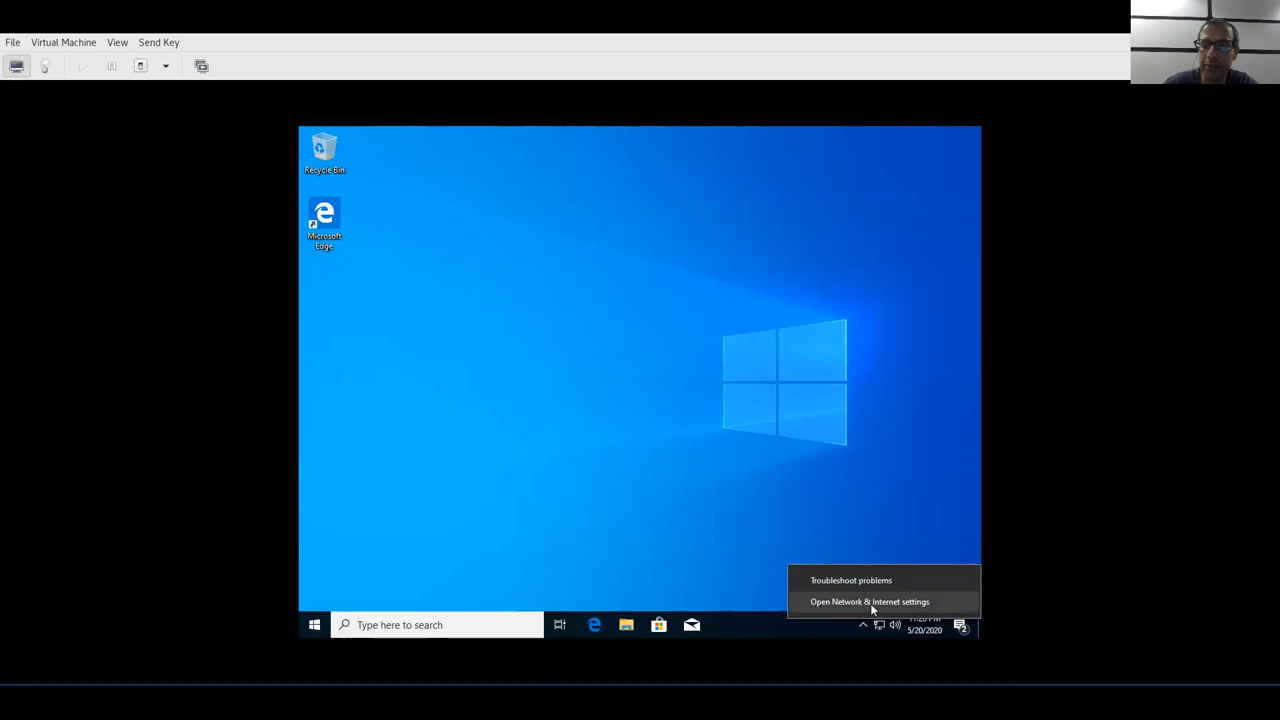 File Virtual Machine View Send Key
Recycle Bin
Microsoft
Edge
Troubleshoot problems
Open Network & Internet settings
Type here to search
5/20/2020
2